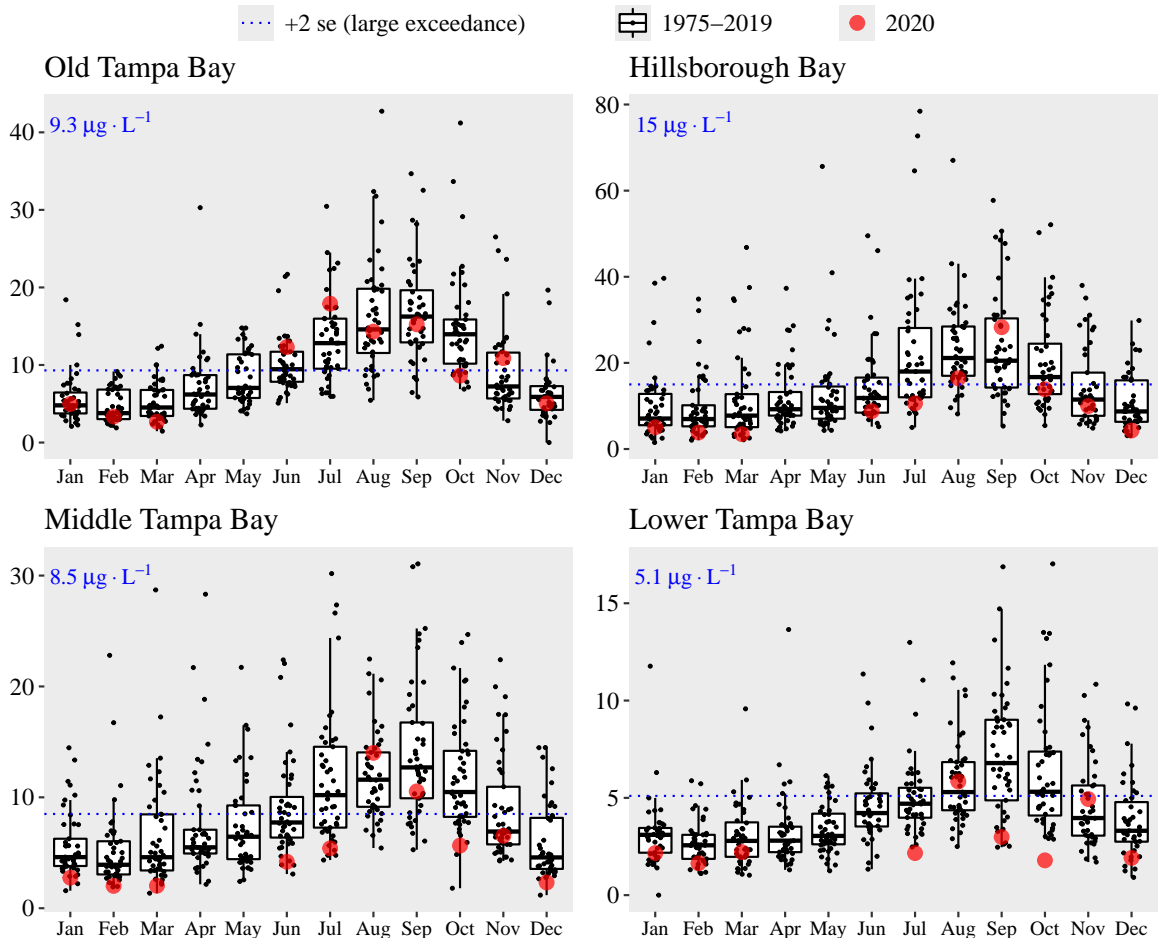 +2 se (large exceedance) 1975–2019 2020
Old Tampa Bay
9.3 μg · L⁻¹
40
30
20
10
0
Jan Feb Mar Apr May Jun Jul Aug Sep Oct Nov Dec
Hillsborough Bay
15 μg · L⁻¹
80
60
40
20
0
Jan Feb Mar Apr May Jun Jul Aug Sep Oct Nov Dec
Middle Tampa Bay
8.5 μg · L⁻¹
30
20
10
0
Jan Feb Mar Apr May Jun Jul Aug Sep Oct Nov Dec
Lower Tampa Bay
5.1 μg · L⁻¹
15
10
5
0
Jan Feb Mar Apr May Jun Jul Aug Sep Oct Nov Dec